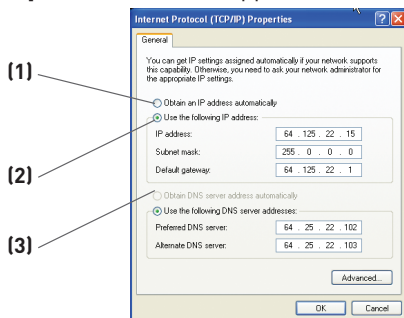 Internet Protocol (TCP/IP) Properties
General
You can get IP settings assigned automatically if your network supports
this capability. Otherwise, you need to ask your network administrator for
the appropriate IP settings.
(1)
Obtain an IP address automatically
Use the following IP address:
IP address: 64 . 125 . 22 . 15
(2)
Subnet mask: 255 . 0 . 0 . 0
Default gateway: 64 . 125 . 22 . 1
Obtain DNS server address automatically
Use the following DNS server addresses:
(3)
Preferred DNS server: 64 . 25 . 22 . 102
Alternate DNS server: 64 . 25 . 22 . 103
Advanced...
OK Cancel